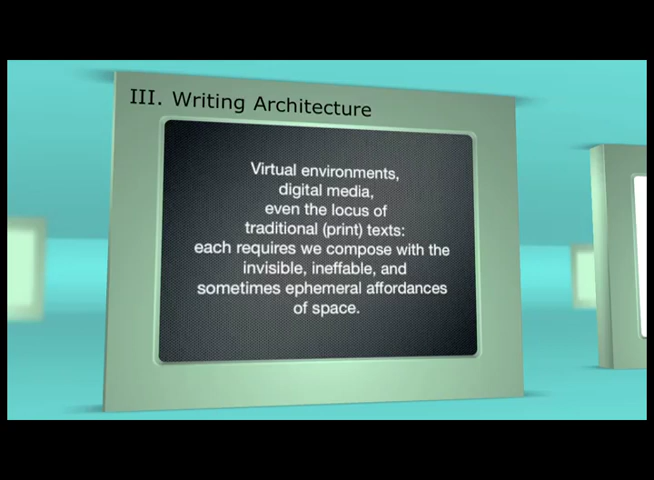 III. Writing Architecture
Virtual environments,
digital media,
even the locus of
traditional (print) texts:
each requires we compose with the
invisible, ineffable, and
sometimes ephemeral affordances
of space.